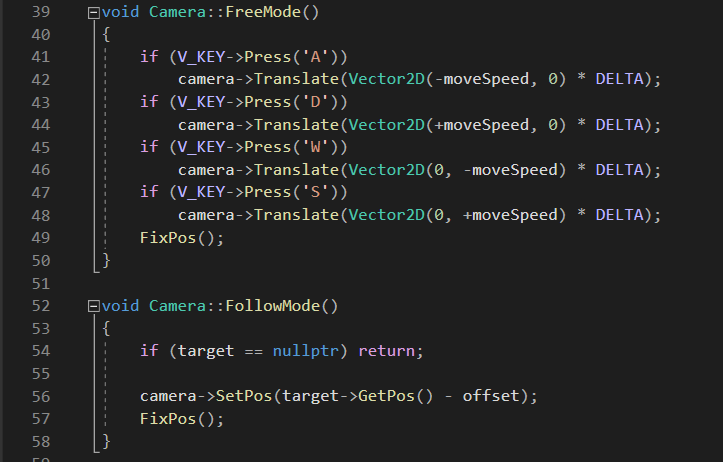 39 void Camera::FreeMode()
40 {
41 if (V_KEY->Press('A'))
42 camera->Translate(Vector2D(-moveSpeed, 0) * DELTA);
43 if (V_KEY->Press('D'))
44 camera->Translate(Vector2D(+moveSpeed, 0) * DELTA);
45 if (V_KEY->Press('W'))
46 camera->Translate(Vector2D(0, -moveSpeed) * DELTA);
47 if (V_KEY->Press('S'))
48 camera->Translate(Vector2D(0, +moveSpeed) * DELTA);
49 FixPos();
50 }
51
52 void Camera::FollowMode()
53 {
54 if (target == nullptr) return;
55
56 camera->SetPos(target->GetPos() - offset);
57 FixPos();
58 }